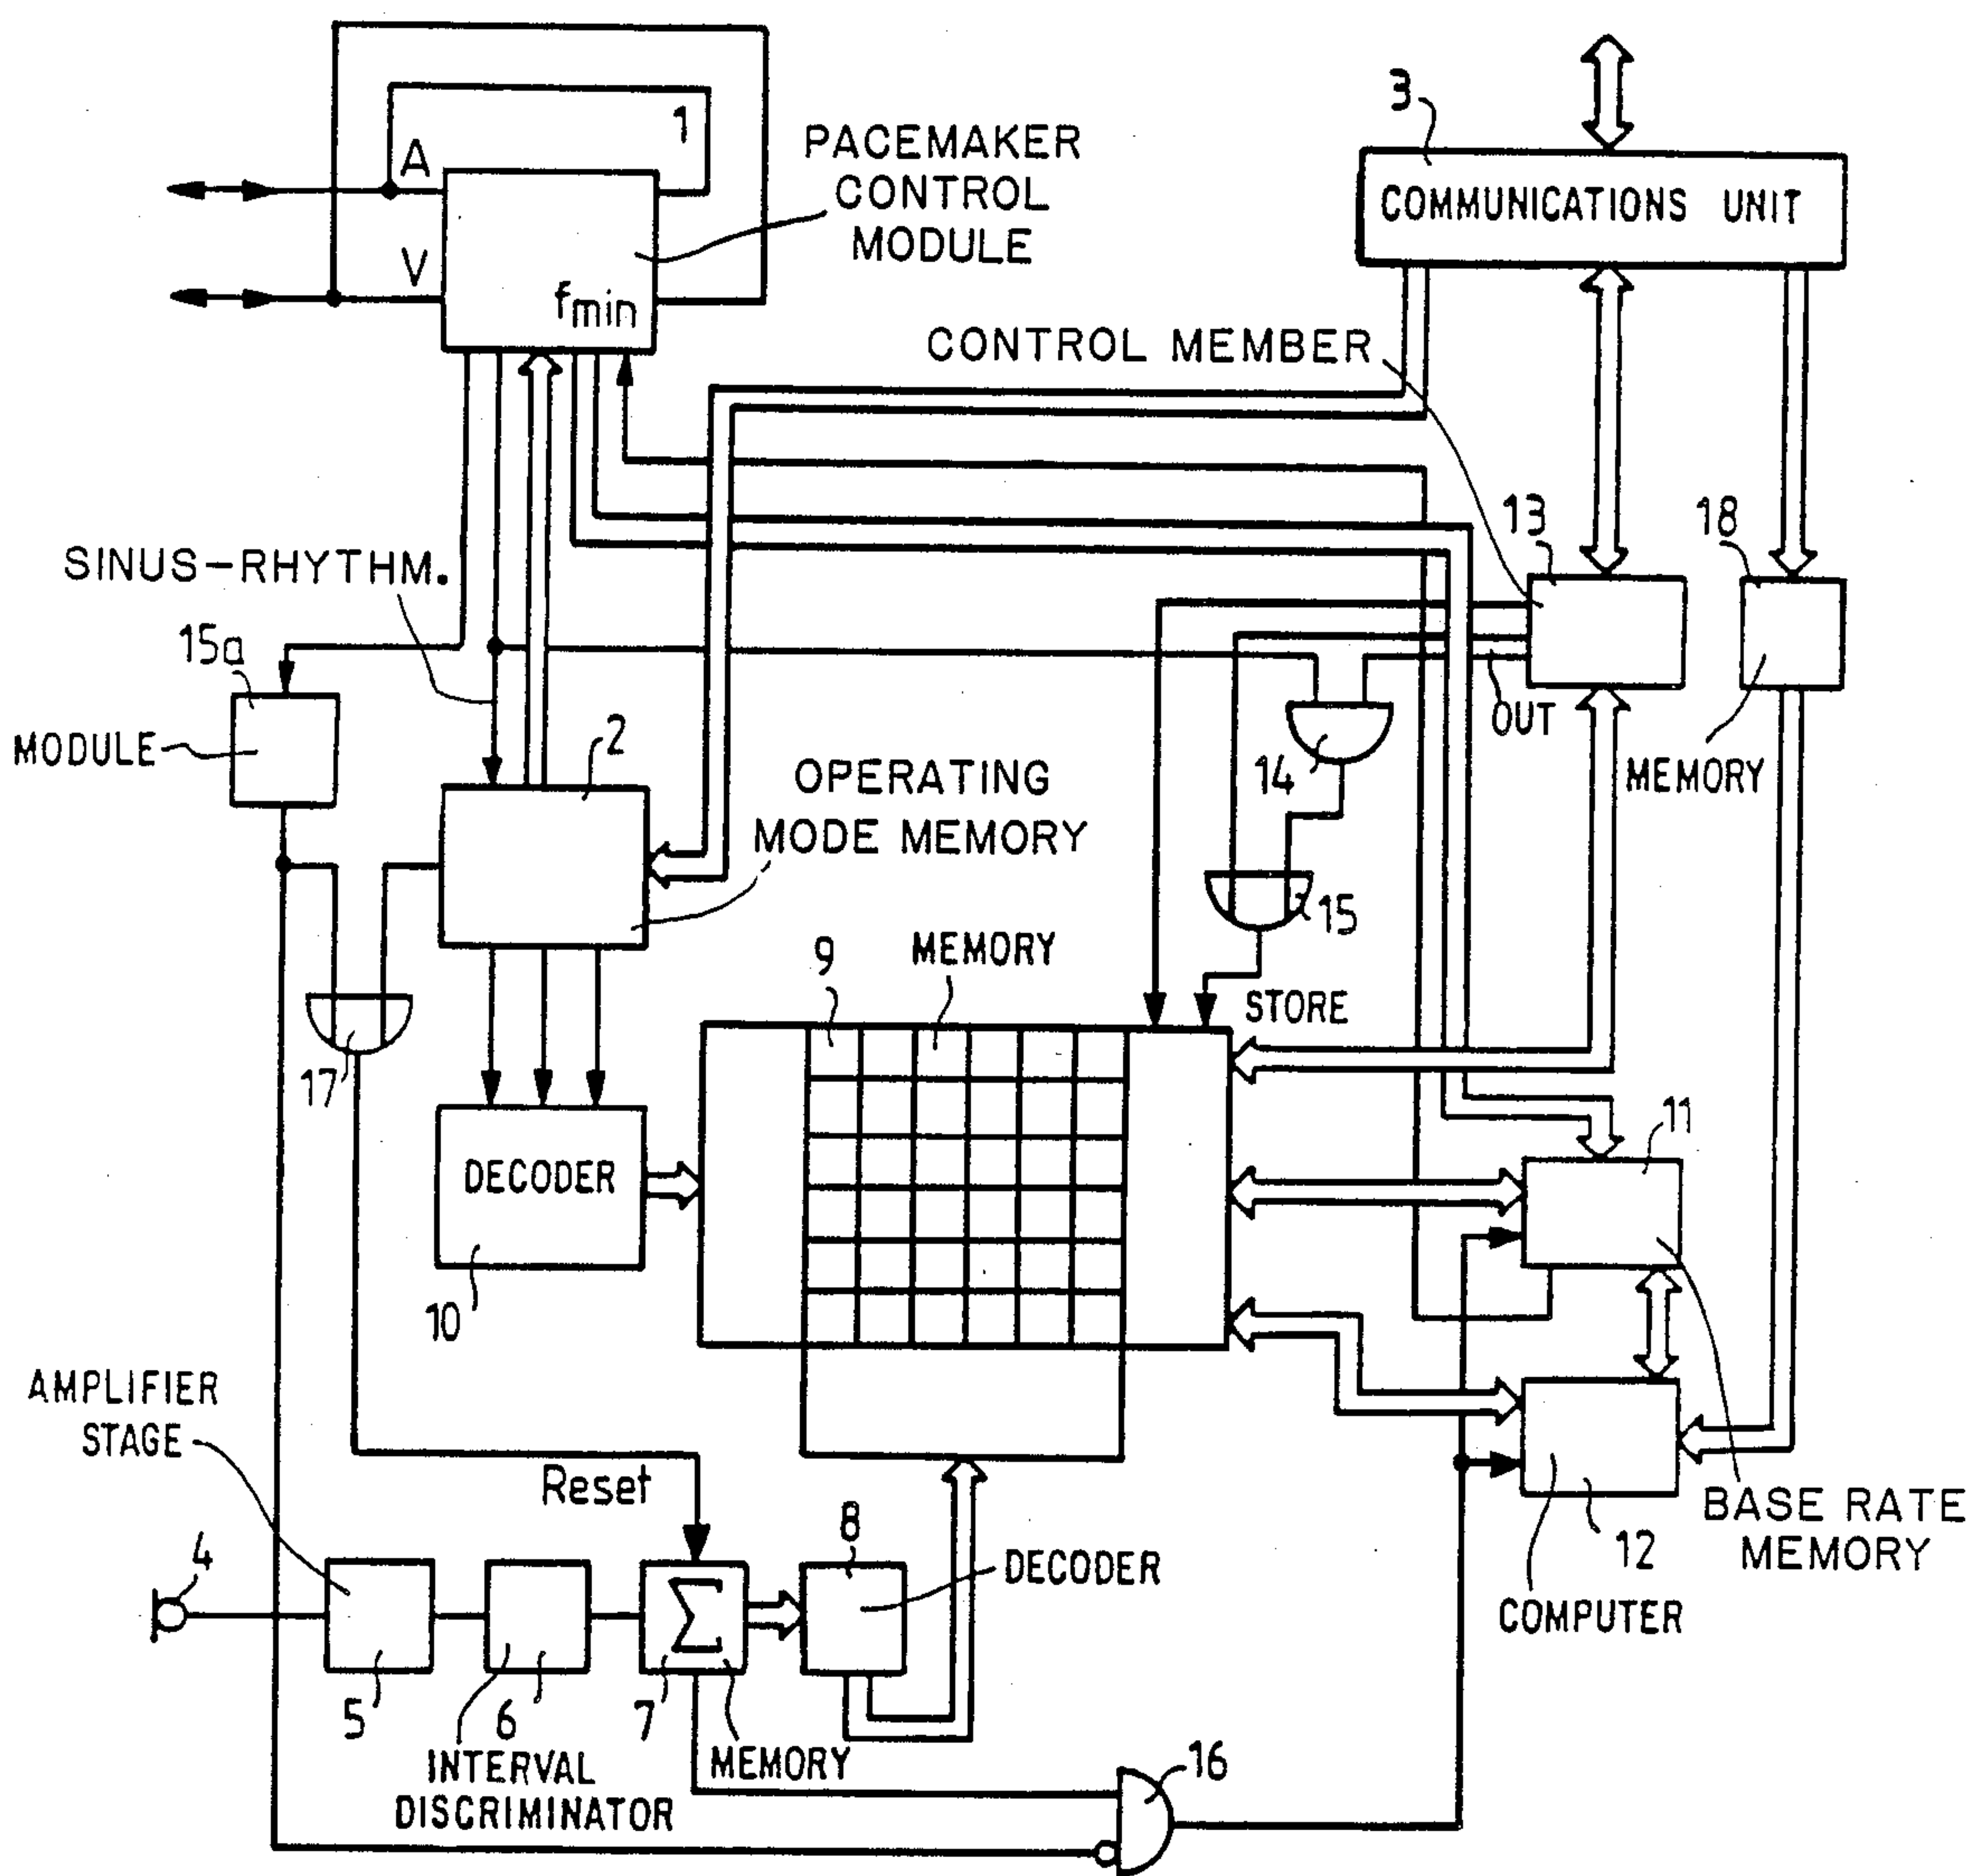 1
A
V
fmin
PACEMAKER
CONTROL
MODULE
3
COMMUNICATIONS UNIT
CONTROL MEMBER
13
18
SINUS-RHYTHM.
15a
MODULE
2
OPERATING
MODE MEMORY
14
OUT
MEMORY
15
9
MEMORY
STORE
17
DECODER
10
11
AMPLIFIER
STAGE
Reset
BASE RATE
MEMORY
12
COMPUTER
4
8
DECODER
Σ
5
6
7
MEMORY
INTERVAL
DISCRIMINATOR
16